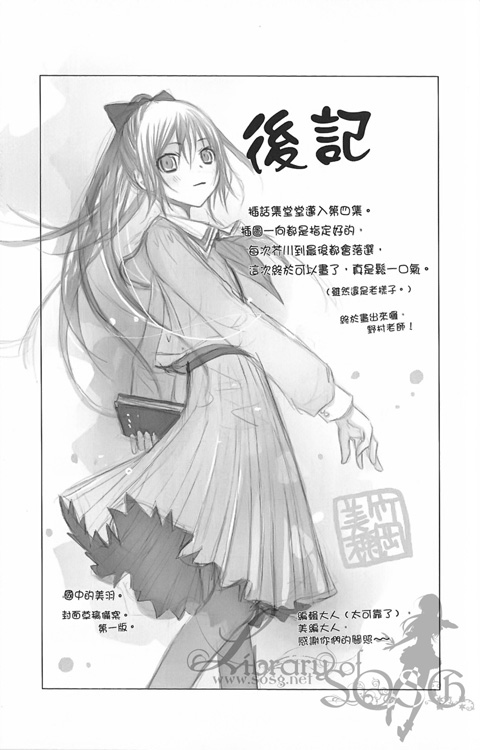 後記
插話集堂堂邁入第四集。
插圖一向都是指定好的，
每次芥川到最後都會落選，
這次終於可以畫了，真是鬆一口氣。
（雖然還是老樣子。）
終於畫出來囉，
野村老師！
竹岡
美穗
國中的美羽。
封面草稿備案。
第一版。
編輯大人（太可靠了），
美編大人，
感謝你們的關照～～
Library of
www.sosg.net
SOSG